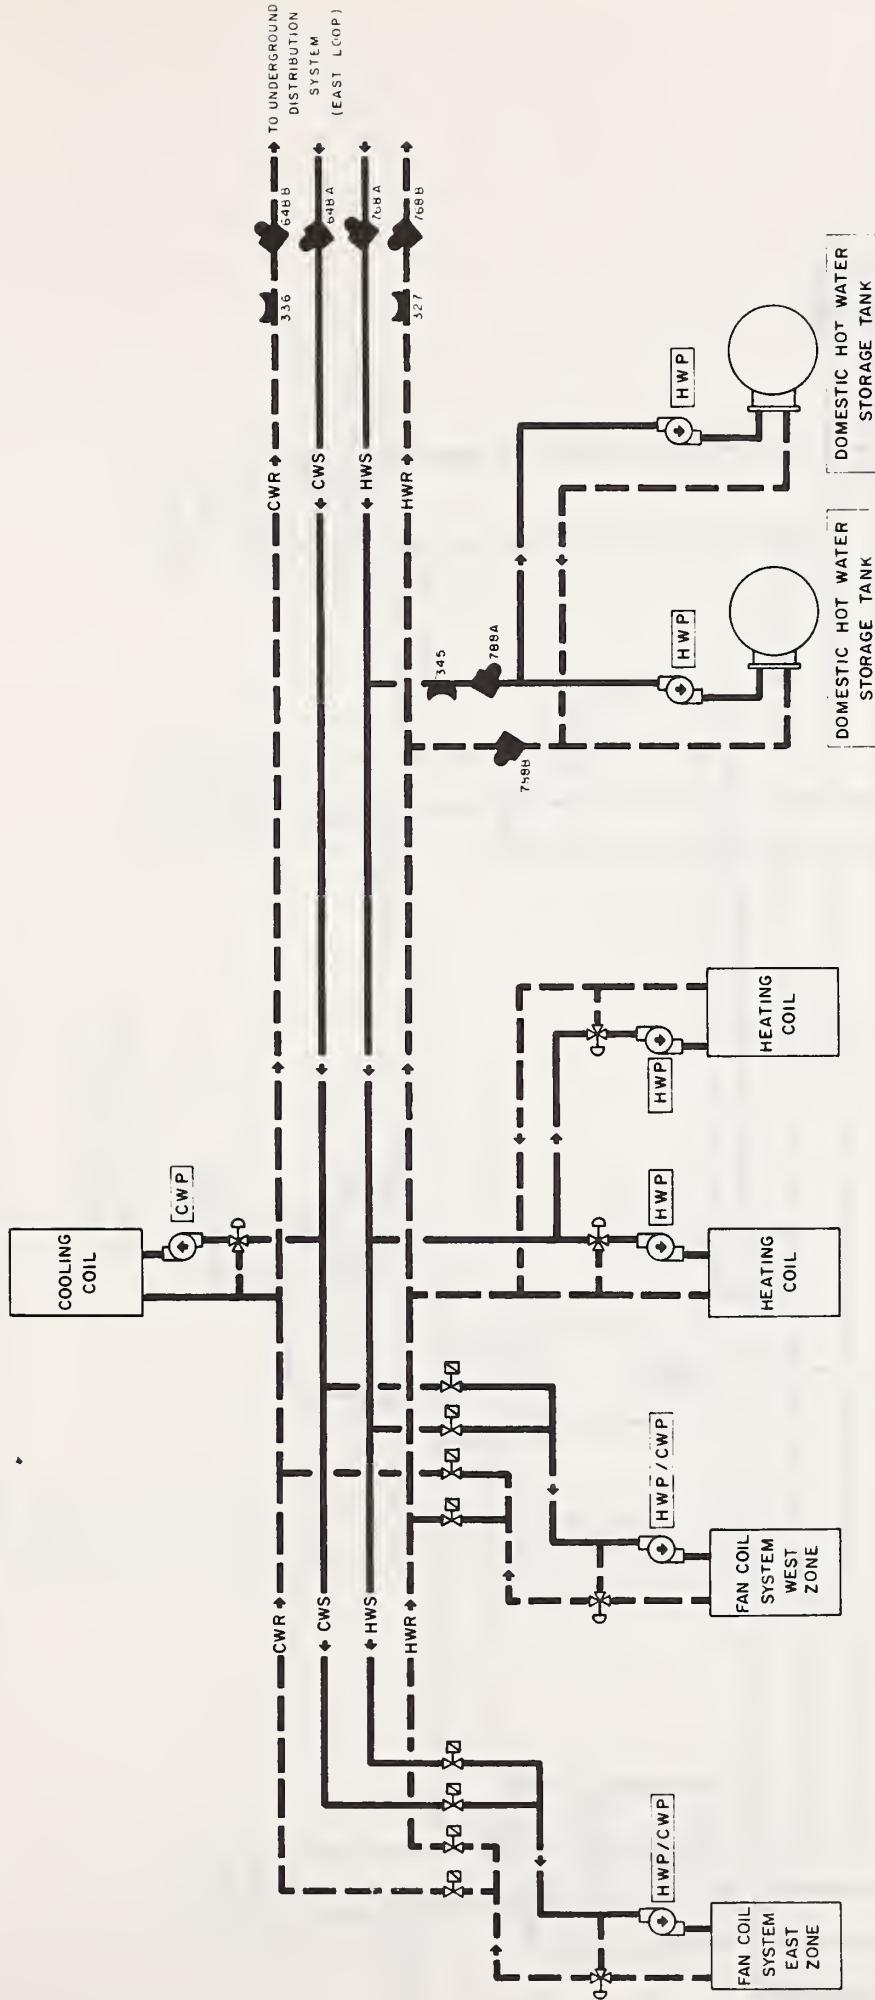 TO UNDERGROUND
DISTRIBUTION
SYSTEM
(EAST LOOP)
648B
648A
768A
768B
336
327
CWR
CWS
HWS
HWR
345
788A
HWP
HWP
DOMESTIC HOT WATER
STORAGE TANK
DOMESTIC HOT WATER
STORAGE TANK
COOLING
COIL
CWP
HWP
HWP
HEATING
COIL
HEATING
COIL
CWR
CWS
HWS
HWR
HWP/CWP
HWP/CWP
FAN COIL
SYSTEM
WEST
ZONE
FAN COIL
SYSTEM
EAST
ZONE